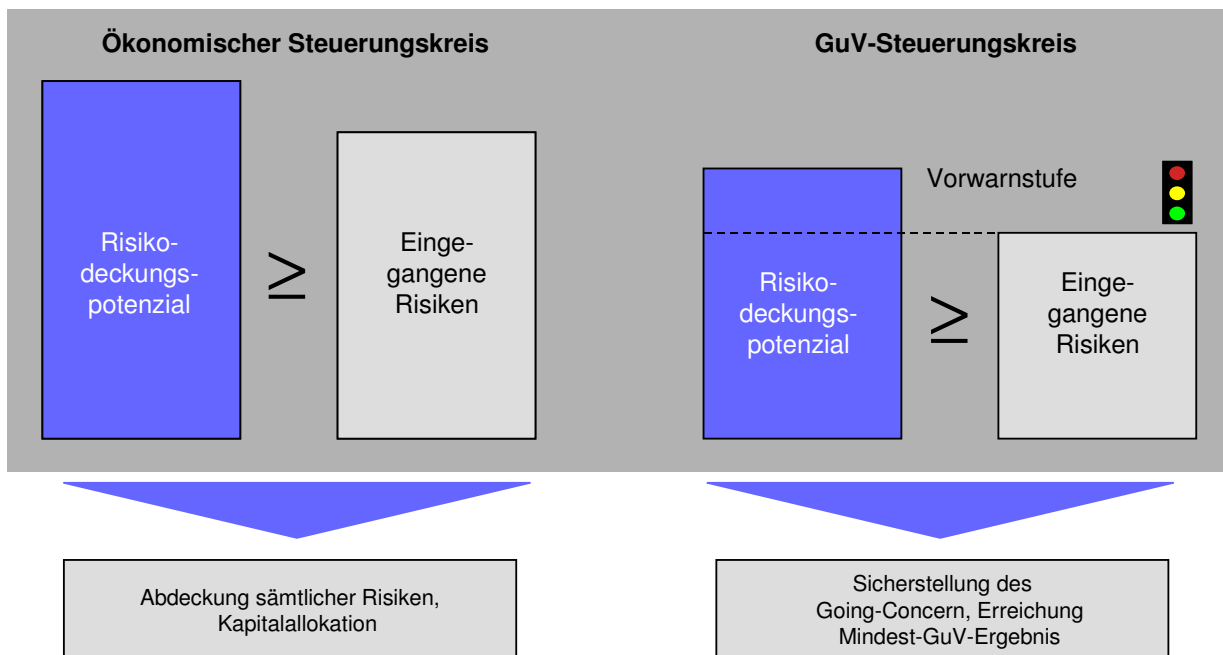 Ökonomischer Steuerungskreis
Risiko-
deckungs-
potenzial
≥
Einge-
gangene
Risiken
Abdeckung sämtlicher Risiken,
Kapitalallokation
GuV-Steuerungskreis
Vorwarnstufe
Risiko-
deckungs-
potenzial
≥
Einge-
gangene
Risiken
Sicherstellung des
Going-Concern, Erreichung
Mindest-GuV-Ergebnis